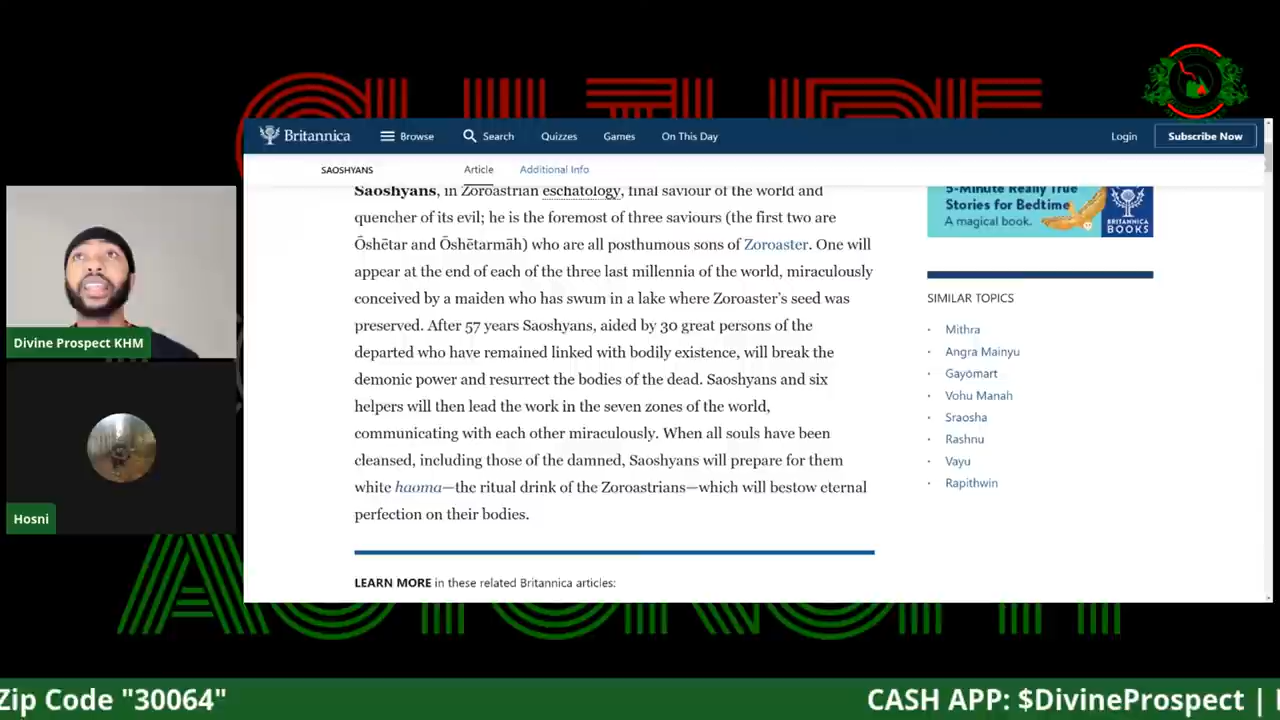 Britannica
Browse
Search
Quizzes
Games
On This Day
Login
Subscribe Now
SAOSHYANS
Article
Additional Info
Saoshyans, in Zoroastrian eschatology, final saviour of the world and
quencher of its evil; he is the foremost of three saviours (the first two are
Ōshētar and Ōshētarmāh) who are all posthumous sons of Zoroaster. One will
appear at the end of each of the three last millennia of the world, miraculously
conceived by a maiden who has swum in a lake where Zoroaster's seed was
preserved. After 57 years Saoshyans, aided by 30 great persons of the
departed who have remained linked with bodily existence, will break the
demonic power and resurrect the bodies of the dead. Saoshyans and six
helpers will then lead the work in the seven zones of the world,
communicating with each other miraculously. When all souls have been
cleansed, including those of the damned, Saoshyans will prepare for them
white haoma—the ritual drink of the Zoroastrians—which will bestow eternal
perfection on their bodies.
LEARN MORE in these related Britannica articles:
5-Minute Really True
Stories for Bedtime
A magical book.
BRITANNICA
BOOKS
SIMILAR TOPICS
Mithra
Angra Mainyu
Gayōmart
Vohu Manah
Sraosha
Rashnu
Vayu
Rapithwin
Divine Prospect KHM
Hosni
Zip Code "30064"
CASH APP: $DivineProspect |